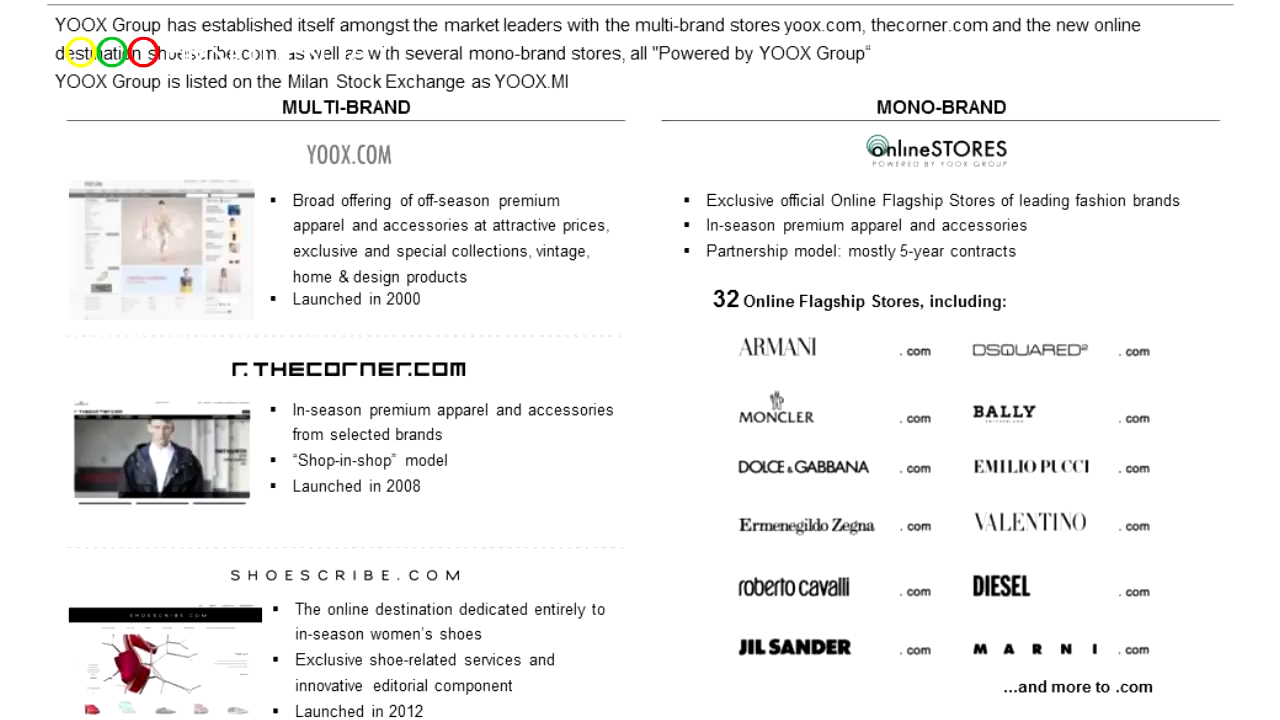 YOOX Group has established itself amongst the market leaders with the multi-brand stores yoox.com, thecorner.com and the new online
destination shoescribe.com as well as with several mono-brand stores, all "Powered by YOOX Group“
YOOX Group is listed on the Milan Stock Exchange as YOOX.MI
MULTI-BRAND
YOOX.COM
▪ Broad offering of off-season premium
apparel and accessories at attractive prices,
exclusive and special collections, vintage,
home & design products
▪ Launched in 2000
r. THECORNER.COM
▪ In-season premium apparel and accessories
from selected brands
▪ “Shop-in-shop” model
▪ Launched in 2008
SHOESCRIBE.COM
SHOESCRIBE.COM
▪ The online destination dedicated entirely to
in-season women’s shoes
▪ Exclusive shoe-related services and
innovative editorial component
▪ Launched in 2012
MONO-BRAND
onlineSTORES
POWERED BY YOOX GROUP
▪ Exclusive official Online Flagship Stores of leading fashion brands
▪ In-season premium apparel and accessories
▪ Partnership model: mostly 5-year contracts
32 Online Flagship Stores, including:
ARMANI .com DSQUARED2 .com
MONCLER .com BALLY .com
DOLCE & GABBANA .com EMILIO PUCCI .com
Ermenegildo Zegna .com VALENTINO .com
roberto cavalli .com DIESEL .com
JIL SANDER .com MARNI .com
...and more to .com